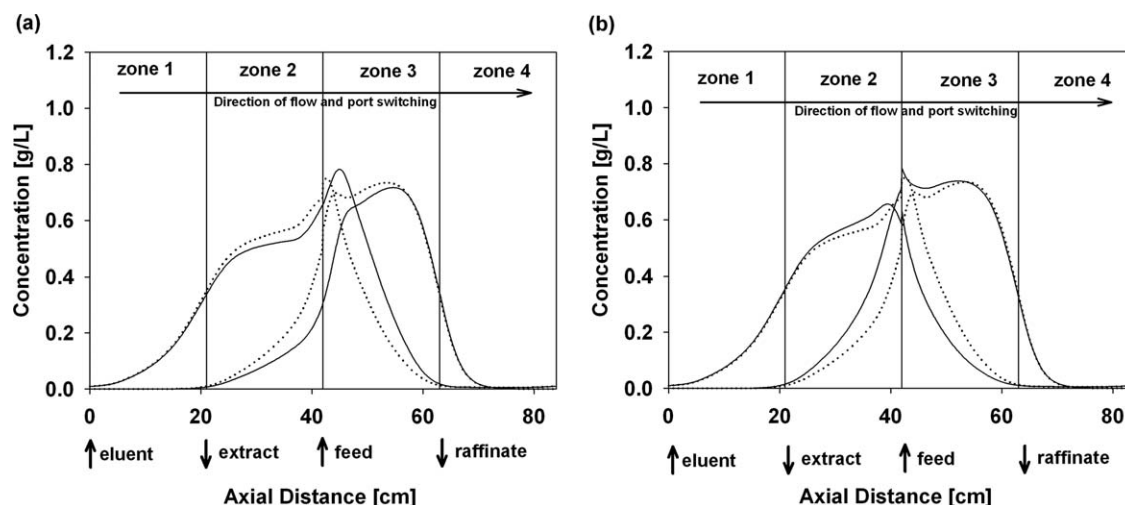 (a)
1.2
zone 1 zone 2 zone 3 zone 4
1.0
Direction of flow and port switching
0.8
0.6
0.4
0.2
0.0
Concentration [g/L]
0 20 40 60 80
eluent extract feed raffinate
Axial Distance [cm]
(b)
1.2
zone 1 zone 2 zone 3 zone 4
1.0
Direction of flow and port switching
0.8
0.6
0.4
0.2
0.0
Concentration [g/L]
0 20 40 60 80
eluent extract feed raffinate
Axial Distance [cm]